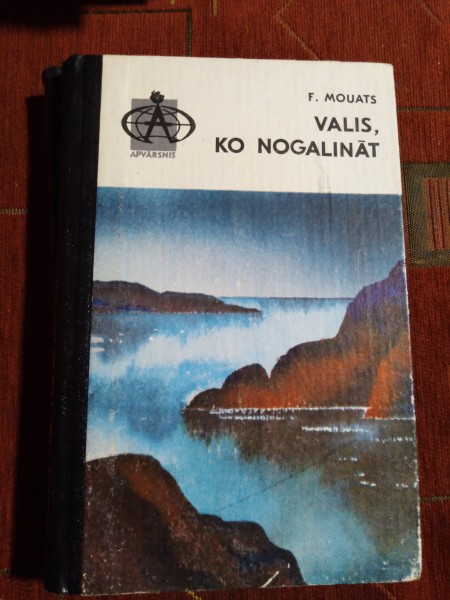 F. MOUATS
VALIS,
KO NOGALINĀT
APVĀRSNIS